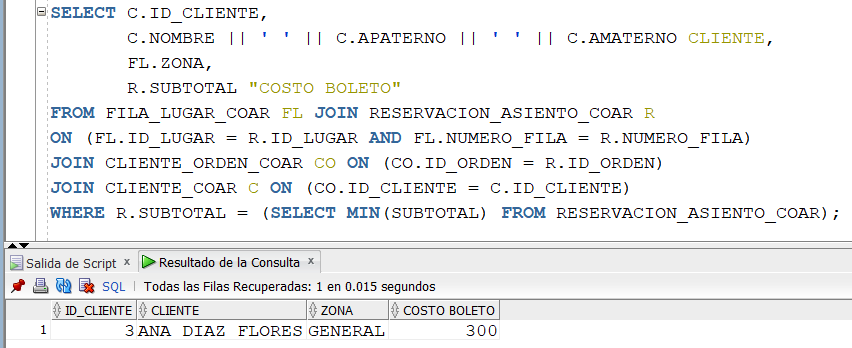 SELECT C.ID_CLIENTE,
C.NOMBRE || ' ' || C.APATERNO || ' ' || C.AMATERNO CLIENTE,
FL.ZONA,
R.SUBTOTAL "COSTO BOLETO"
FROM FILA_LUGAR_COAR FL JOIN RESERVACION_ASIENTO_COAR R
ON (FL.ID_LUGAR = R.ID_LUGAR AND FL.NUMERO_FILA = R.NUMERO_FILA)
JOIN CLIENTE_ORDEN_COAR CO ON (CO.ID_ORDEN = R.ID_ORDEN)
JOIN CLIENTE_COAR C ON (CO.ID_CLIENTE = C.ID_CLIENTE)
WHERE R.SUBTOTAL = (SELECT MIN(SUBTOTAL) FROM RESERVACION_ASIENTO_COAR);
Salida de Script x Resultado de la Consulta x
SQL | Todas las Filas Recuperadas: 1 en 0.015 segundos
ID_CLIENTE CLIENTE ZONA COSTO BOLETO
1 3 ANA DIAZ FLORES GENERAL 300